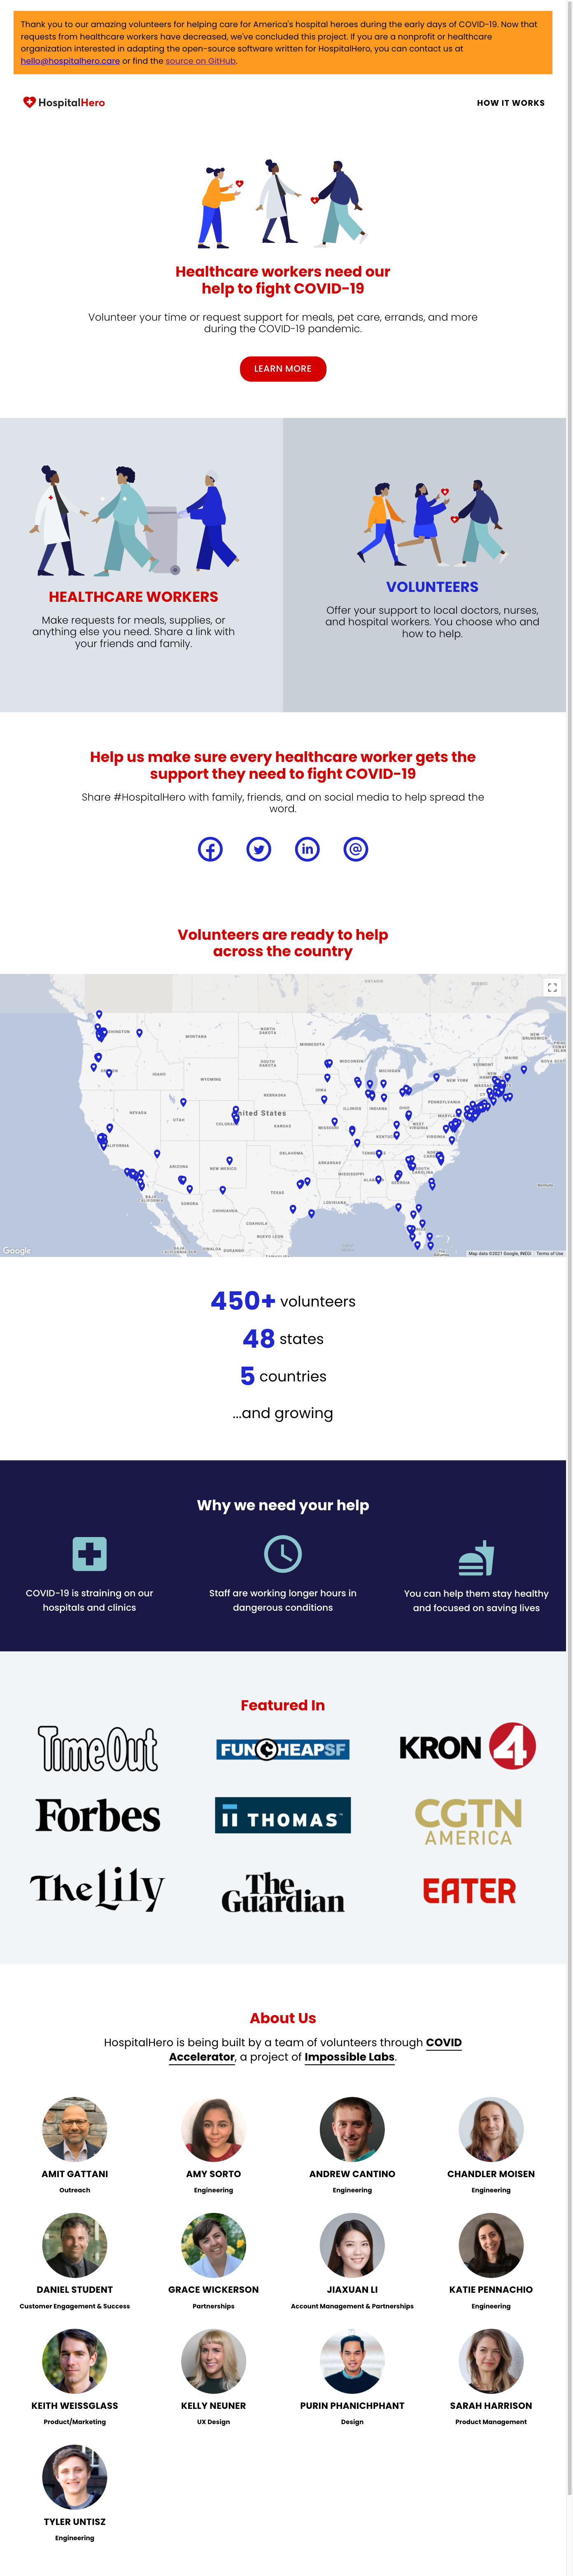 Thank you to our amazing volunteers for helping care for America's hospital heroes during the early days of COVID-19. Now that
requests from healthcare workers have decreased, we've concluded this project. If you are a nonprofit or healthcare
organization interested in adapting the open-source software written for HospitalHero, you can contact us at
hello@hospitalhero.care or find the source on GitHub.
HospitalHero
HOW IT WORKS
Healthcare workers need our
help to fight COVID-19
Volunteer your time or request support for meals, pet care, errands, and more
during the COVID-19 pandemic.
LEARN MORE
HEALTHCARE WORKERS
Make requests for meals, supplies, or
anything else you need. Share a link with
your friends and family.
VOLUNTEERS
Offer your support to local doctors, nurses,
and hospital workers. You choose who and
how to help.
Help us make sure every healthcare worker gets the
support they need to fight COVID-19
Share #HospitalHero with family, friends, and on social media to help spread the
word.
Volunteers are ready to help
across the country
ONTARIO
QUEBEC
MONTANA
NORTH
DAKOTA
MINNESOTA
SOUTH
DAKOTA
WISCONSIN
MICHIGAN
VERMONT
MAINE
NEW
BRUNSWICK
NOVA SCOTIA
IDAHO
WYOMING
IOWA
NEW YORK
NEBRASKA
PENNSYLVANIA
ILLINOIS
INDIANA
OHIO
NEVADA
UTAH
KANSAS
MISSOURI
WEST
VIRGINIA
VIRGINIA
KENTUCKY
OKLAHOMA
ARKANSAS
ARIZONA
NEW MEXICO
MISSISSIPPI
SOUTH
CAROLINA
GEORGIA
TEXAS
LOUISIANA
BAJA
CALIFORNIA
SONORA
CHIHUAHUA
COAHUILA
NUEVO LEON
SINALOA
DURANGO
Bermuda
Google
Map data ©2021 Google, INEGI
Terms of Use
450+ volunteers
48 states
5 countries
...and growing
Why we need your help
COVID-19 is straining on our
hospitals and clinics
Staff are working longer hours in
dangerous conditions
You can help them stay healthy
and focused on saving lives
Featured In
TimeOut
FUNCHEAPSF
KRON 4
Forbes
THOMAS™
CGTN
AMERICA
The Lily
The
Guardian
EATER
About Us
HospitalHero is being built by a team of volunteers through COVID
Accelerator, a project of Impossible Labs.
AMIT GATTANI
Outreach
AMY SORTO
Engineering
ANDREW CANTINO
Engineering
CHANDLER MOISEN
Engineering
DANIEL STUDENT
Customer Engagement & Success
GRACE WICKERSON
Partnerships
JIAXUAN LI
Account Management & Partnerships
KATIE PENNACHIO
Engineering
KEITH WEISSGLASS
Product/Marketing
KELLY NEUNER
UX Design
PURIN PHANICHPHANT
Design
SARAH HARRISON
Product Management
TYLER UNTISZ
Engineering